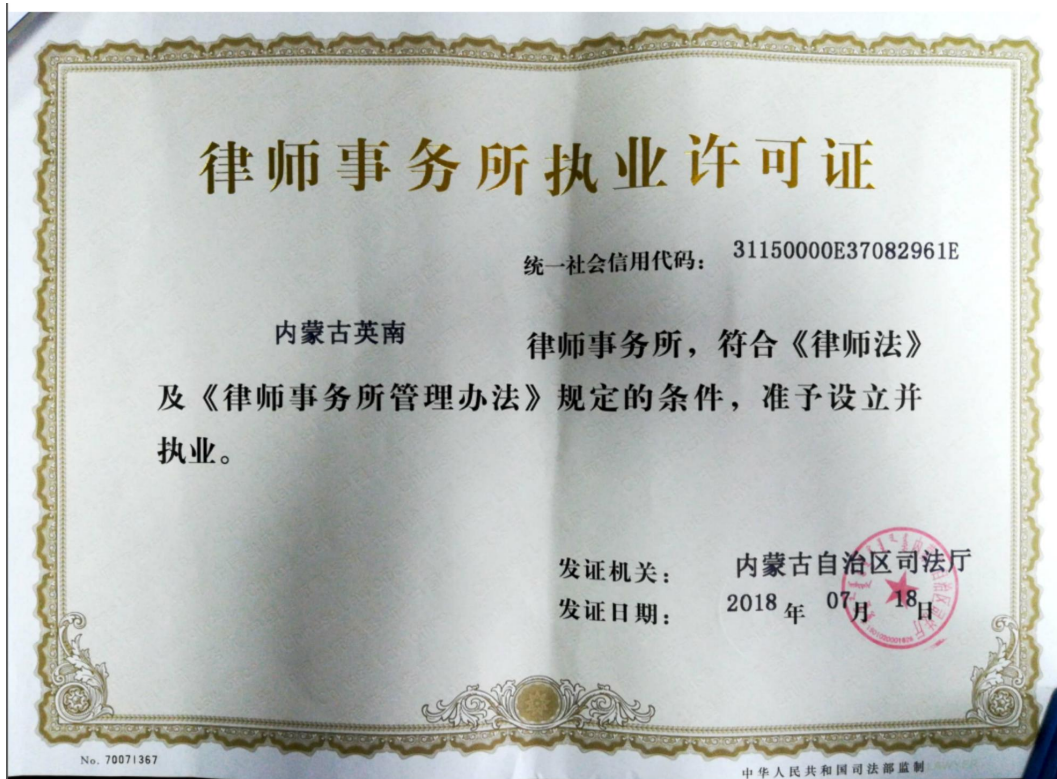 律师事务所执业许可证
统一社会信用代码： 31150000E37082961E
内蒙古英南 律师事务所，符合《律师法》
及《律师事务所管理办法》规定的条件，准予设立并
执业。
发证机关： 内蒙古自治区司法厅
发证日期： 2018 年 07月 18日
No. 70071367
中华人民共和国司法部监制